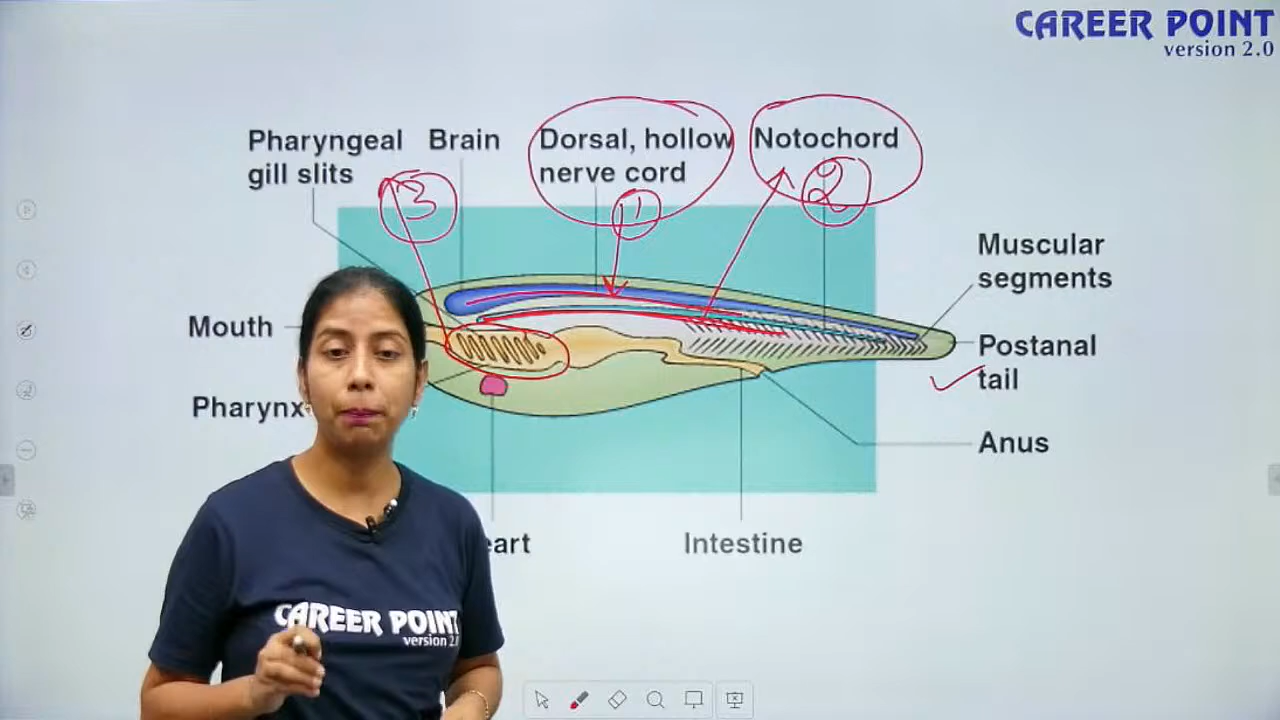 CAREER POINT
version 2.0
Pharyngeal
gill slits
Brain
Dorsal, hollow
nerve cord
Notochord
3
1
2
Muscular
segments
Mouth
Postanal
tail
Pharynx
Anus
eart
Intestine
CAREER POINT
version 2.0